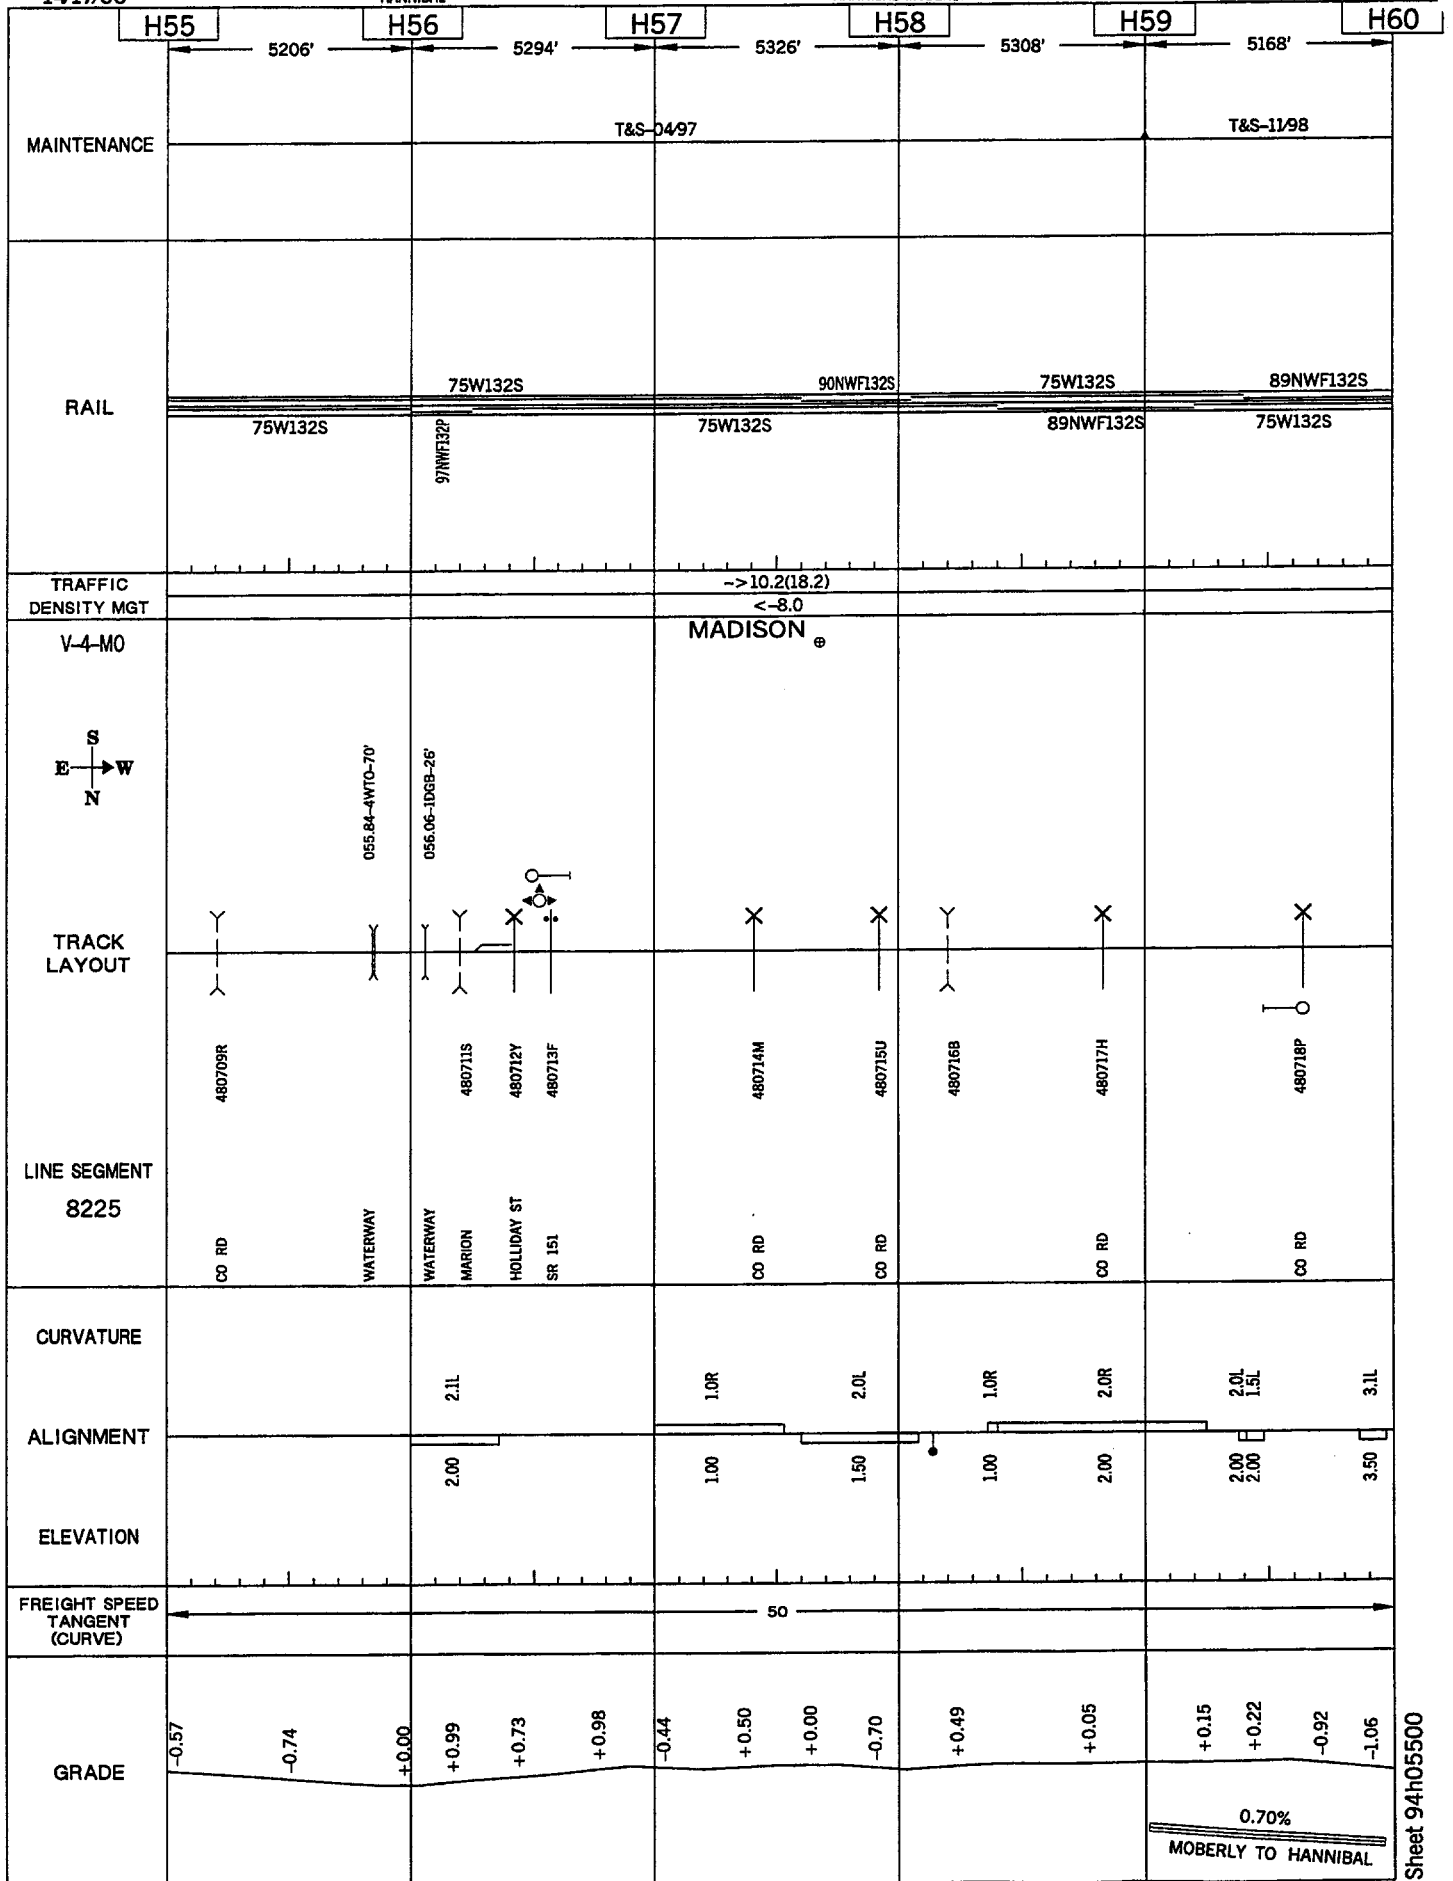 H55 H56 H57 H58 H59 H60
5206' 5294' 5326' 5308' 5168'
MAINTENANCE
T&S-04/97
T&S-11/98
RAIL
75W132S 90NWF132S 75W132S 89NWF132S
75W132S 97NWF132P 75W132S 89NWF132S 75W132S
TRAFFIC
DENSITY MGT
->10.2(18.2)
<-8.0
V-4-MO
MADISON
S
E W
N
055.84-4WTO-70'
056.06-1DGB-26'
TRACK
LAYOUT
480709R
480711S
480712Y
480713F
480714M
480715U
480716B
480717H
480718P
LINE SEGMENT
8225
CO RD
WATERWAY
WATERWAY
MARION
HOLLIDAY ST
SR 151
CO RD
CO RD
CO RD
CO RD
CURVATURE
2.1L 1.0R 2.0L 1.0R 2.0R 2.0L 1.5L 3.1L
ALIGNMENT
2.00 1.00 1.50 1.00 2.00 2.00 2.00 3.50
ELEVATION
FREIGHT SPEED
TANGENT
(CURVE)
50
GRADE
-0.57 -0.74 +0.00 +0.99 +0.73 +0.98 -0.44 +0.50 +0.00 -0.70 +0.49 +0.05 +0.15 +0.22 -0.92 -1.06
0.70%
MOBERLY TO HANNIBAL
Sheet 94h05500